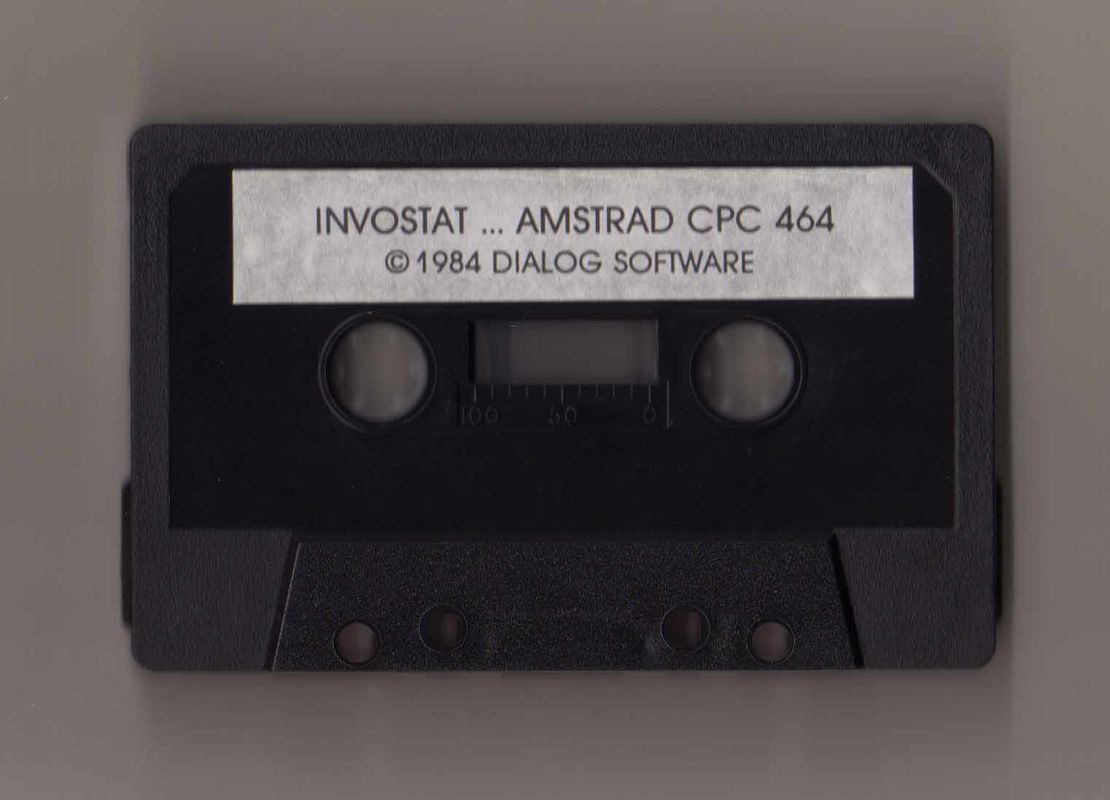 INVOSTAT ... AMSTRAD CPC 464
© 1984 DIALOG SOFTWARE
100 50 0